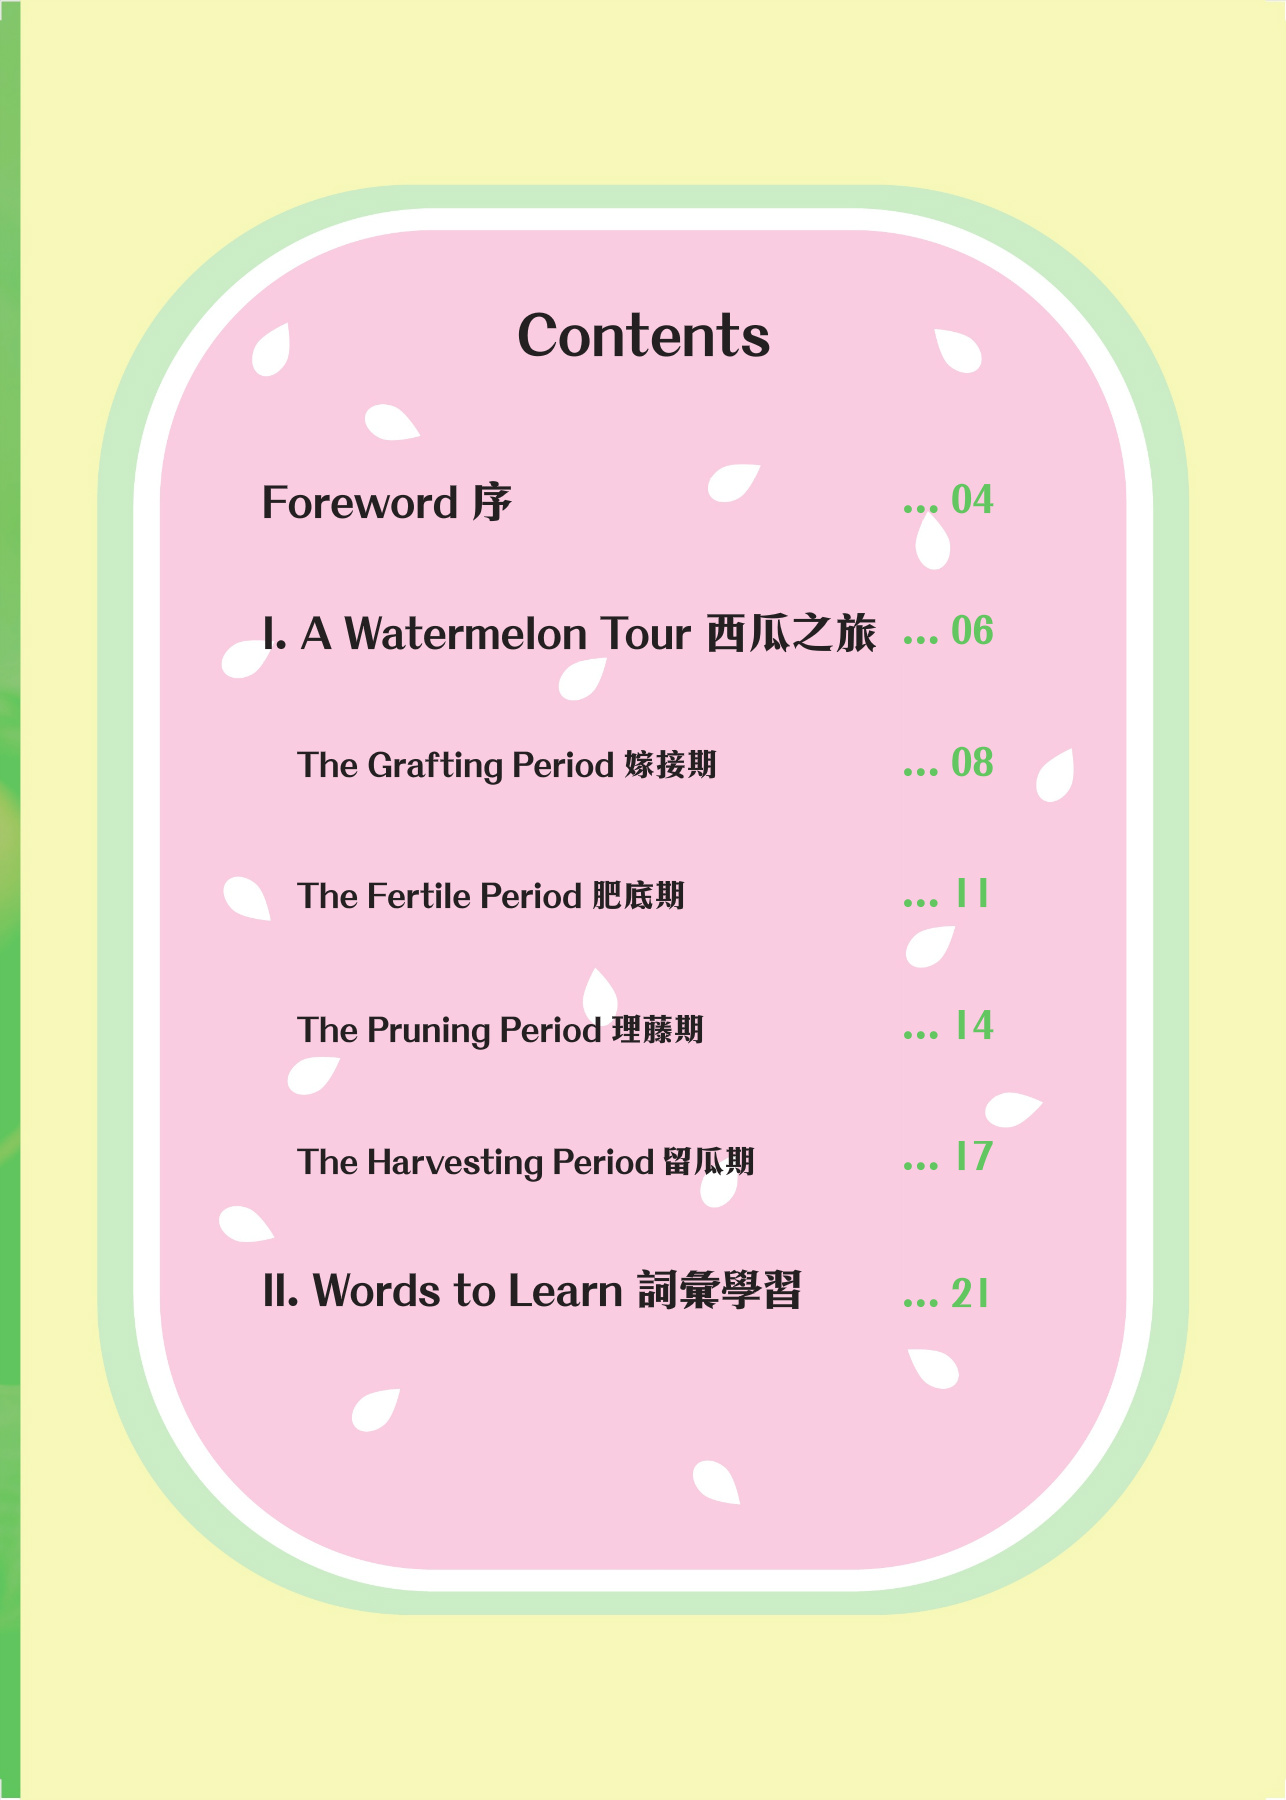 Contents
Foreword 序 ... 04
I. A Watermelon Tour 西瓜之旅 ... 06
The Grafting Period 嫁接期 ... 08
The Fertile Period 肥底期 ... 11
The Pruning Period 理藤期 ... 14
The Harvesting Period 留瓜期 ... 17
II. Words to Learn 詞彙學習 ... 21